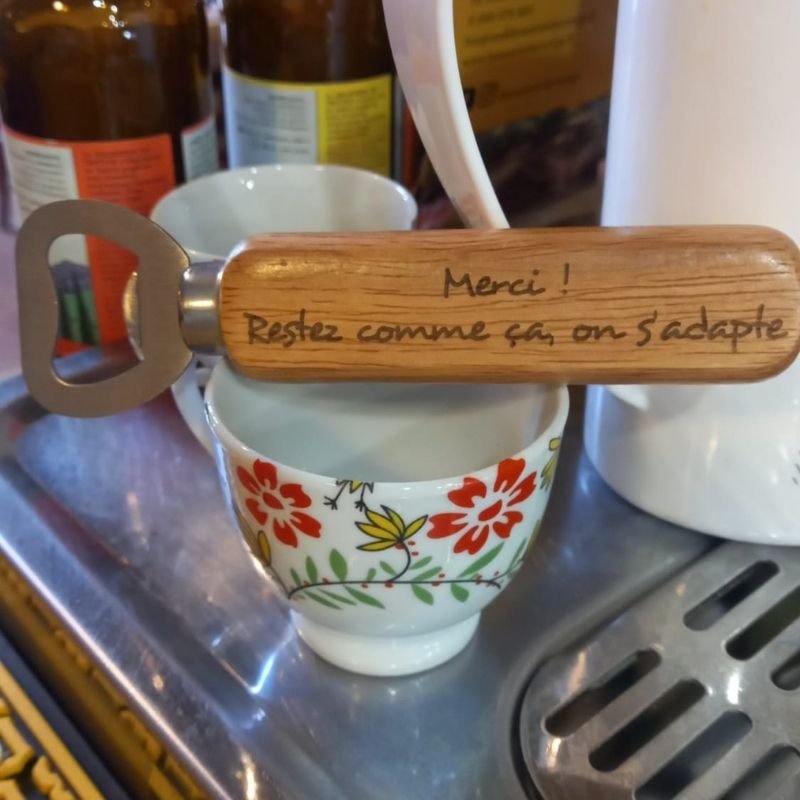 Merci !
Restez comme ça, on s'adapte